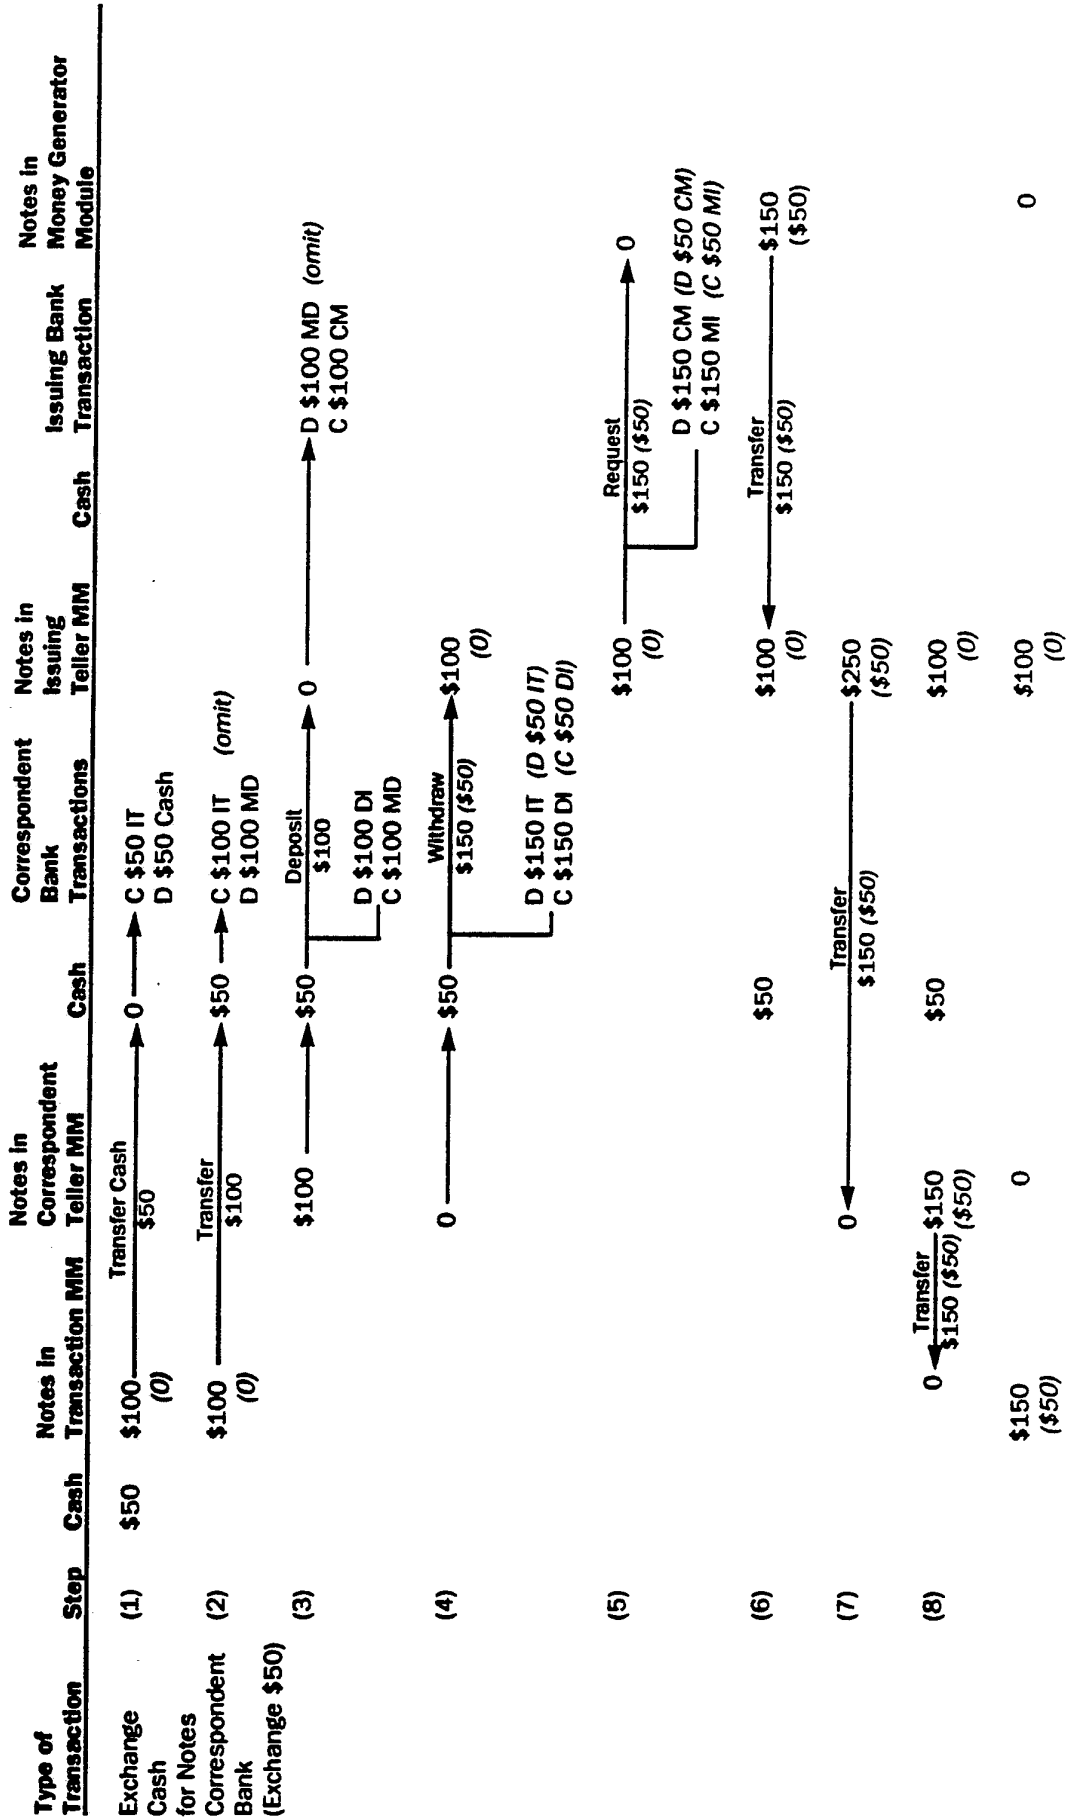 Type of
Transaction
Step
Cash
Notes in
Transaction MM
Notes in
Correspondent
Teller MM
Cash
Correspondent
Bank
Transactions
Notes in
Issuing
Teller MM
Cash
Issuing Bank
Transaction
Notes in
Money Generator
Module
Exchange
Cash
for Notes
Correspondent
Bank
(Exchange $50)
(1)
$50
$100
(0)
Transfer Cash
$50
0
C $50 IT
D $50 Cash
(2)
$100
(0)
Transfer
$100
$50
C $100 IT (omit)
D $100 MD
(3)
$100
$50
Deposit
$100
D $100 DI
C $100 MD
0
D $100 MD (omit)
C $100 CM
(4)
0
$50
Withdraw
$150 ($50)
D $150 IT (D $50 IT)
C $150 DI (C $50 DI)
$100
(0)
(5)
$100
(0)
Request
$150 ($50)
D $150 CM (D $50 CM)
C $150 MI (C $50 MI)
0
(6)
$50
$100
(0)
Transfer
$150 ($50)
$150
($50)
(7)
0
Transfer
$150 ($50)
$250
($50)
(8)
0
Transfer
$150 ($50)
$150
($50)
$50
$100
(0)
$150
($50)
0
$100
(0)
0